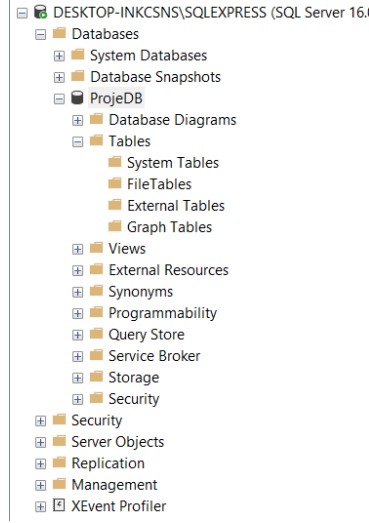 DESKTOP-INKCSNS\SQLEXPRESS (SQL Server 16.0
Databases
System Databases
Database Snapshots
ProjeDB
Database Diagrams
Tables
System Tables
FileTables
External Tables
Graph Tables
Views
External Resources
Synonyms
Programmability
Query Store
Service Broker
Storage
Security
Security
Server Objects
Replication
Management
XEvent Profiler